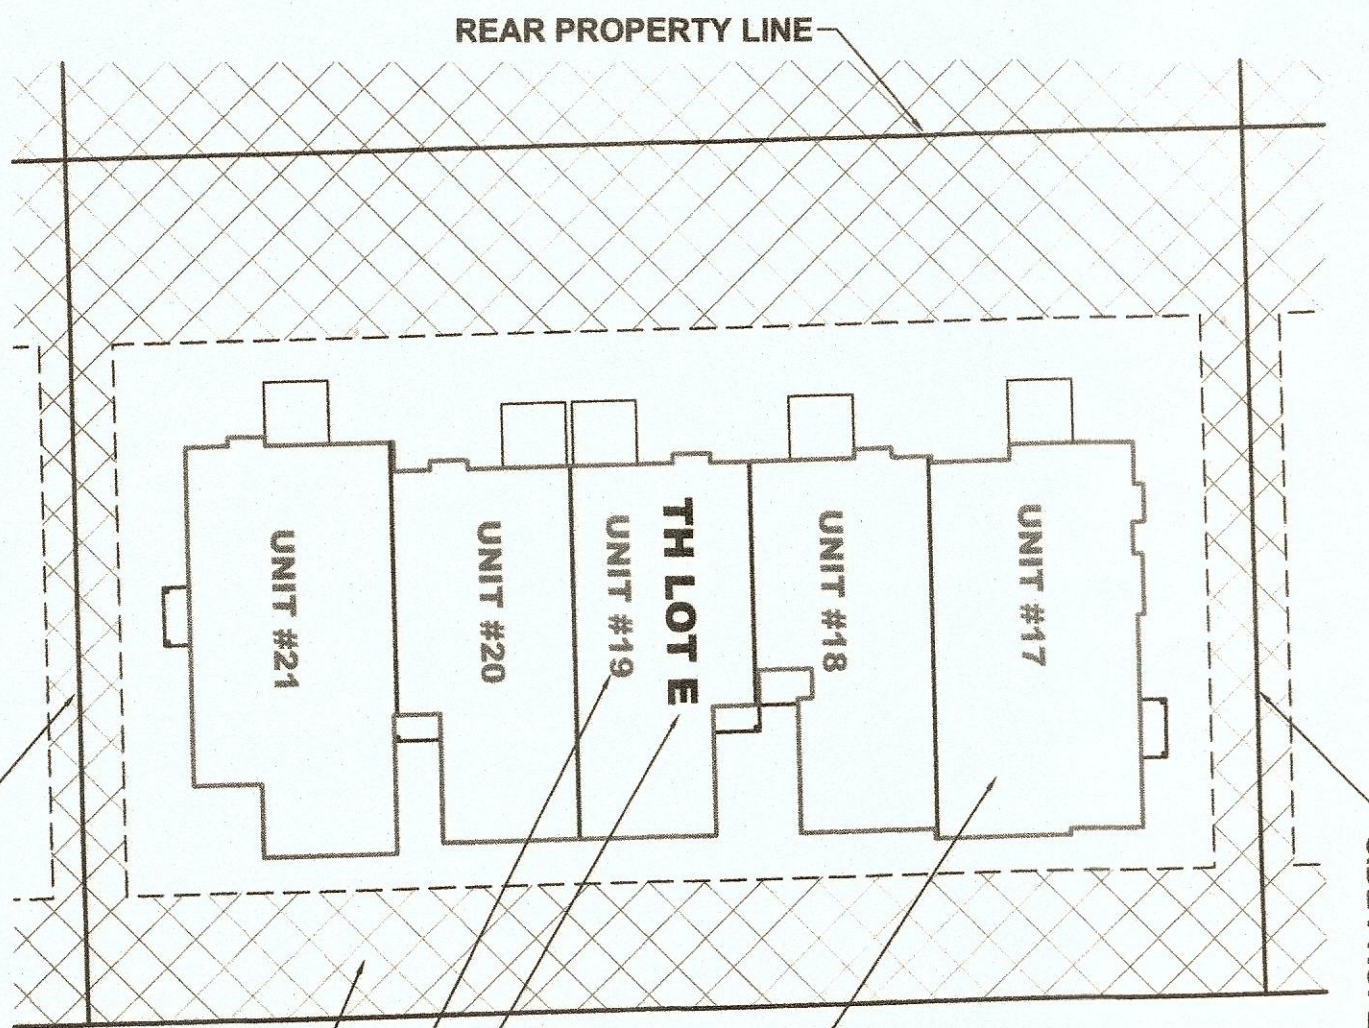 REAR PROPERTY LINE
UNIT #21
UNIT #20
UNIT #19
TH LOT E
UNIT #18
UNIT #17